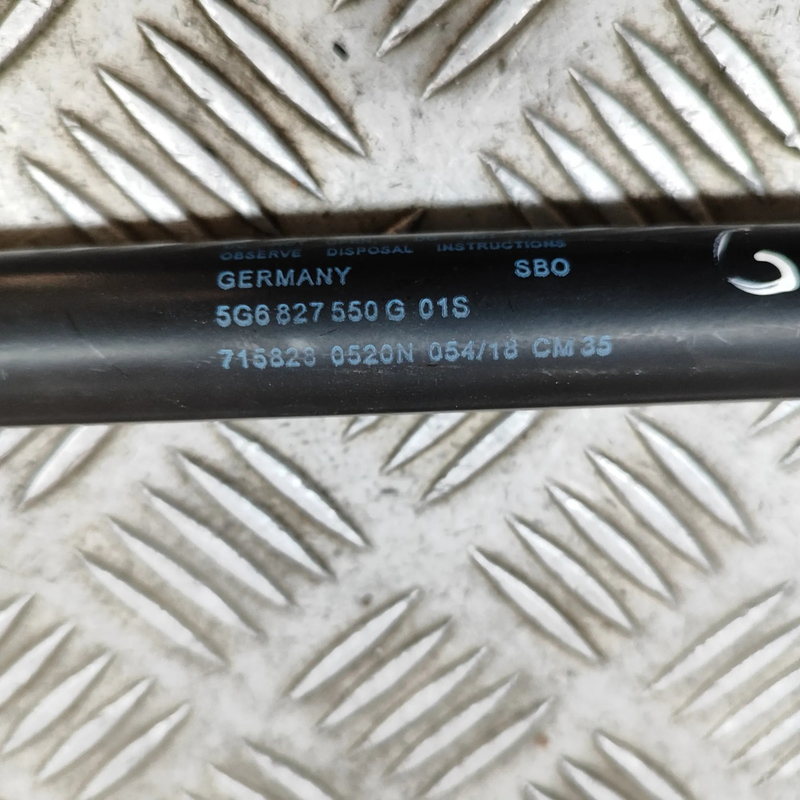 OBSERVE DISPOSAL INSTRUCTIONS
GERMANY SBO
5G6 827 550 G 01S
715828 0520N 054/18 CM 35